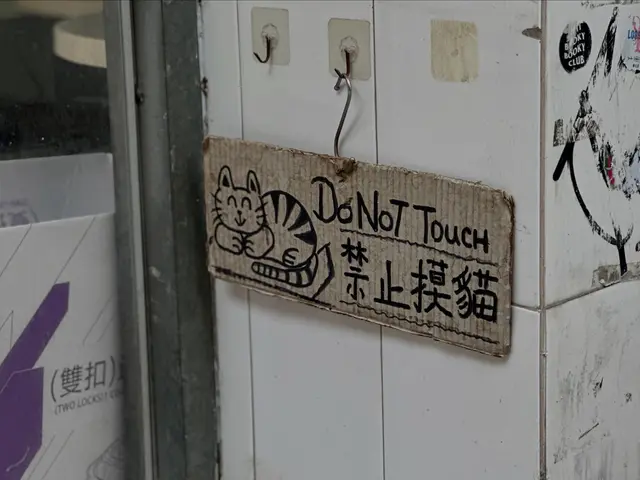 DO NOT TOUCH
禁止摸貓
BOOKY
BOOKY
CLUB
(雙扣)
(TWO LOCKS)